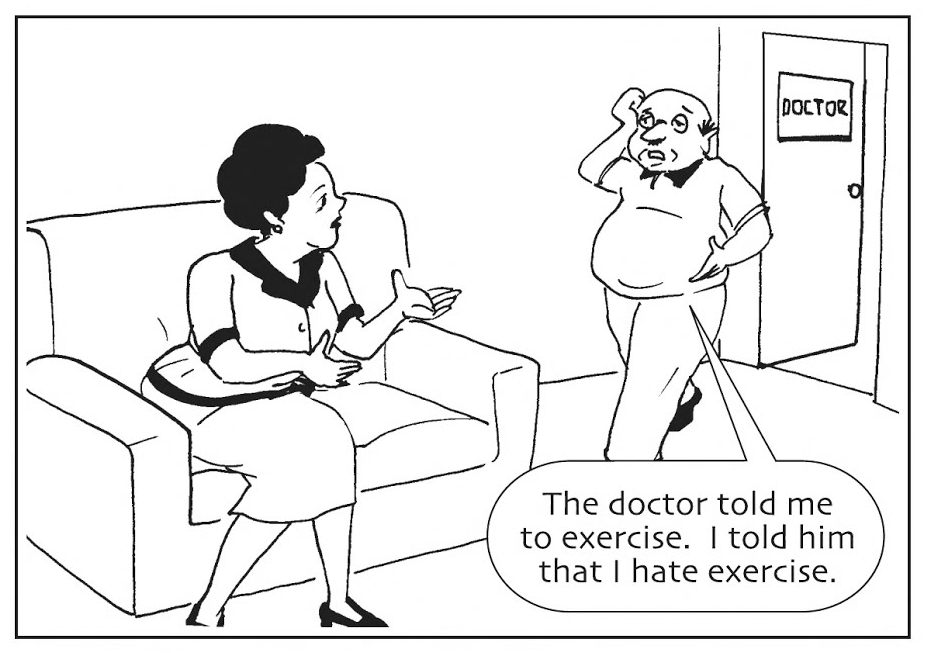 DOCTOR
The doctor told me
to exercise. I told him
that I hate exercise.